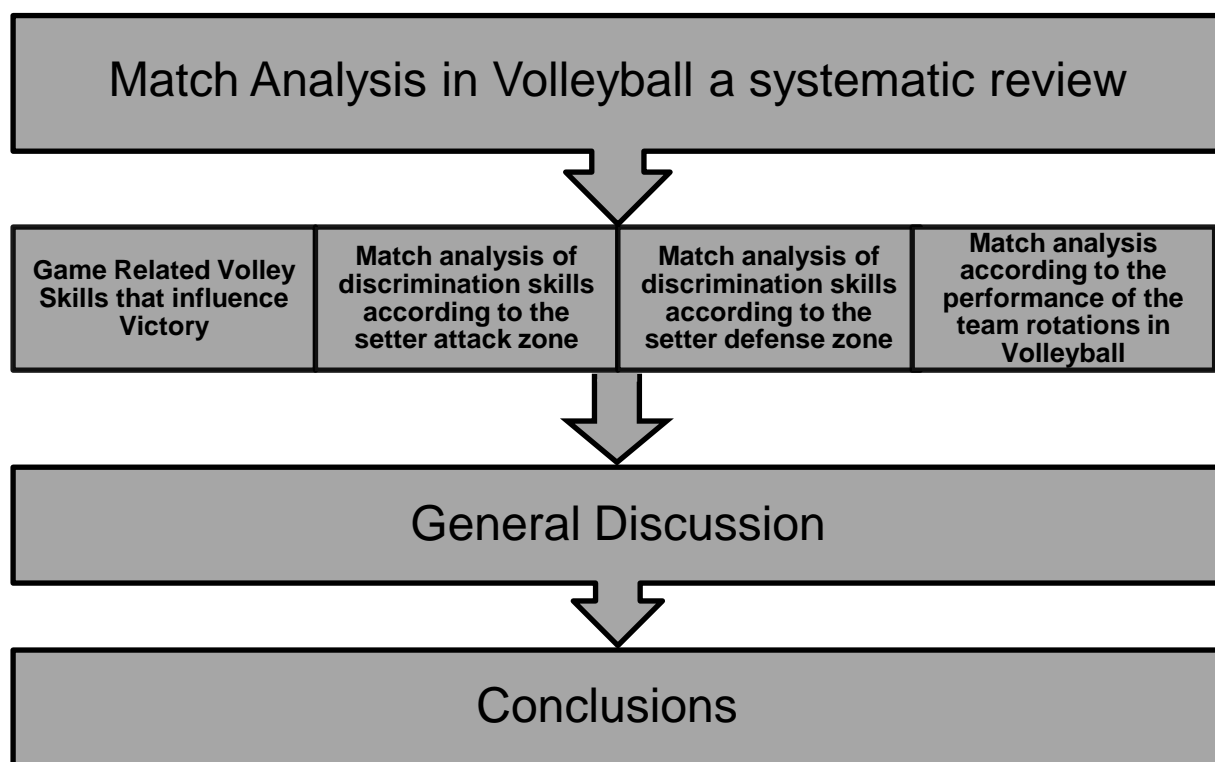 Match Analysis in Volleyball a systematic review
Game Related Volley
Skills that influence
Victory
Match analysis of
discrimination skills
according to the
setter attack zone
Match analysis of
discrimination skills
according to the
setter defense zone
Match analysis
according to the
performance of the
team rotations in
Volleyball
General Discussion
Conclusions